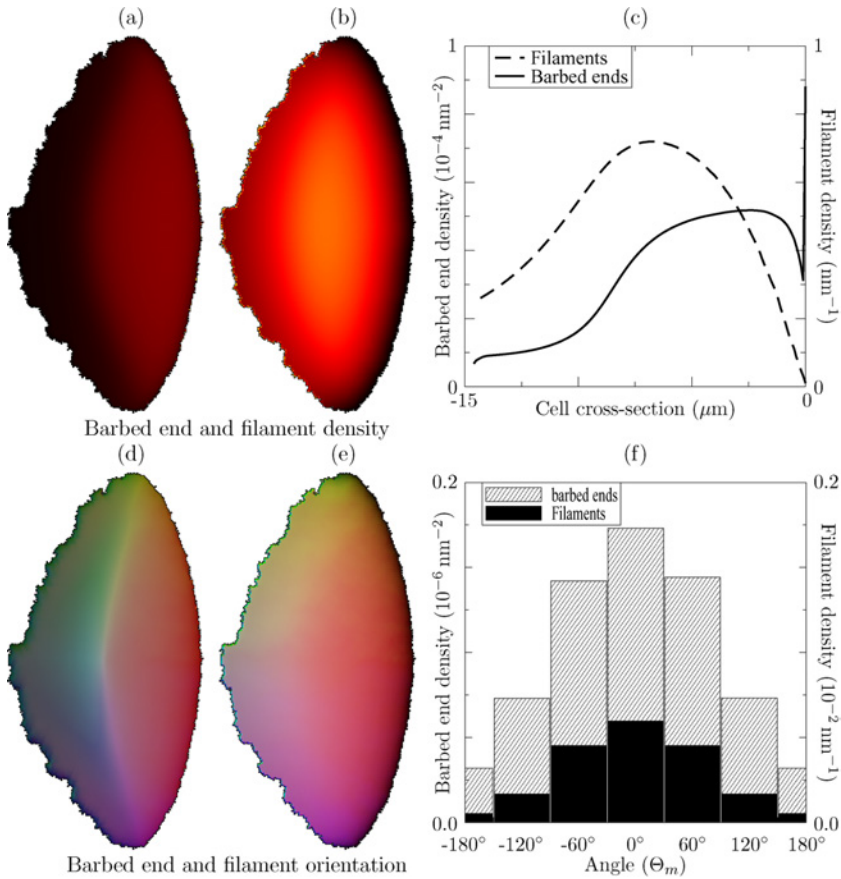 (a)
(b)
(c)
1
1
Filaments
Barbed ends
Barbed end density (10⁻⁴ nm⁻²)
Filament density (nm⁻¹)
0
0
-15
0
Cell cross-section (μm)
Barbed end and filament density
(d)
(e)
(f)
0.2
0.2
barbed ends
Filaments
Barbed end density (10⁻⁶ nm⁻²)
Filament density (10⁻² nm⁻¹)
0.0
0.0
-180° -120° -60° 0° 60° 120° 180°
Angle (Θₘ)
Barbed end and filament orientation